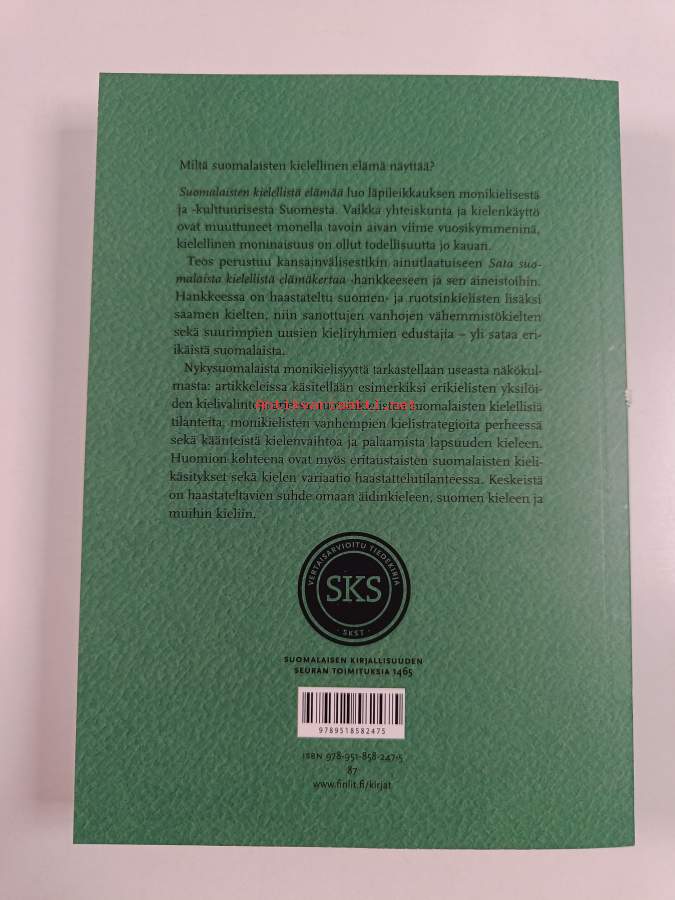 Miltä suomalaisten kielellinen elämä näyttää?
Suomalaisten kielellistä elämää luo läpileikkauksen monikielisestä
ja -kulttuurisesta Suomesta. Vaikka yhteiskunta ja kielenkäyttö
ovat muuttuneet monella tavoin aivan viime vuosikymmeninä,
kielellinen moninaisuus on ollut todellisuutta jo kauan.
Teos perustuu kansainvälisestikin ainutlaatuiseen Sata suo-
malaista kielellistä elämäkertaa -hankkeeseen ja sen aineistoihin.
Hankkeessa on haastateltu suomen- ja ruotsinkielisten lisäksi
saamen kielten, niin sanottujen vanhojen vähemmistökielten
sekä suurimpien uusien kieliryhmien edustajia – yli sataa eri-
ikäistä suomalaista.
Nykysuomalaista monikielisyyttä tarkastellaan useasta näkökul-
masta: artikkeleissa käsitellään esimerkiksi erikielisten yksilöi-
den kielivalintoja, suomalaisten kielellisiä
Antikvariaatti.net
tilanteita, monikielisten vanhempien kielistrategioita perheessä
sekä käänteistä kielenvaihtoa ja palaamista lapsuuden kieleen.
Huomion kohteena ovat myös eritaustaisten suomalaisten kieli-
käsitykset sekä kielen variaatio haastattelutilanteessa. Keskeistä
on haastateltavien suhde omaan äidinkieleen, suomen kieleen ja
muihin kieliin.
VERTAISARVIOITU TIEDEKIRJA
SKS
· SKST ·
SUOMALAISEN KIRJALLISUUDEN
SEURAN TOIMITUKSIA 1465
9789518582475
ISBN 978-951-858-247-5
87
www.finlit.fi/kirjat